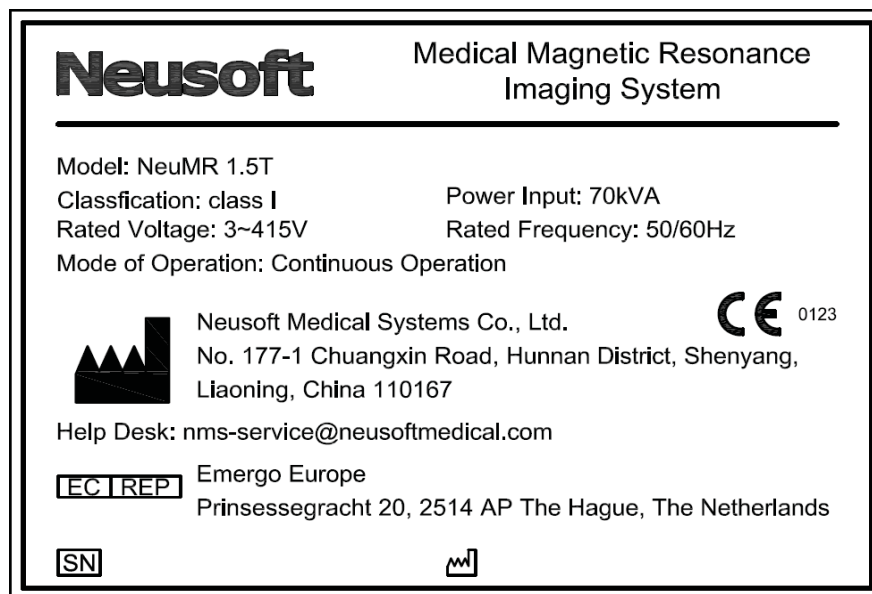 Neusoft
Medical Magnetic Resonance
Imaging System
Model: NeuMR 1.5T
Classfication: class I
Power Input: 70kVA
Rated Voltage: 3~415V
Rated Frequency: 50/60Hz
Mode of Operation: Continuous Operation
CE 0123
Neusoft Medical Systems Co., Ltd.
No. 177-1 Chuangxin Road, Hunnan District, Shenyang,
Liaoning, China 110167
Help Desk: nms-service@neusoftmedical.com
EC REP
Emergo Europe
Prinsessegracht 20, 2514 AP The Hague, The Netherlands
SN